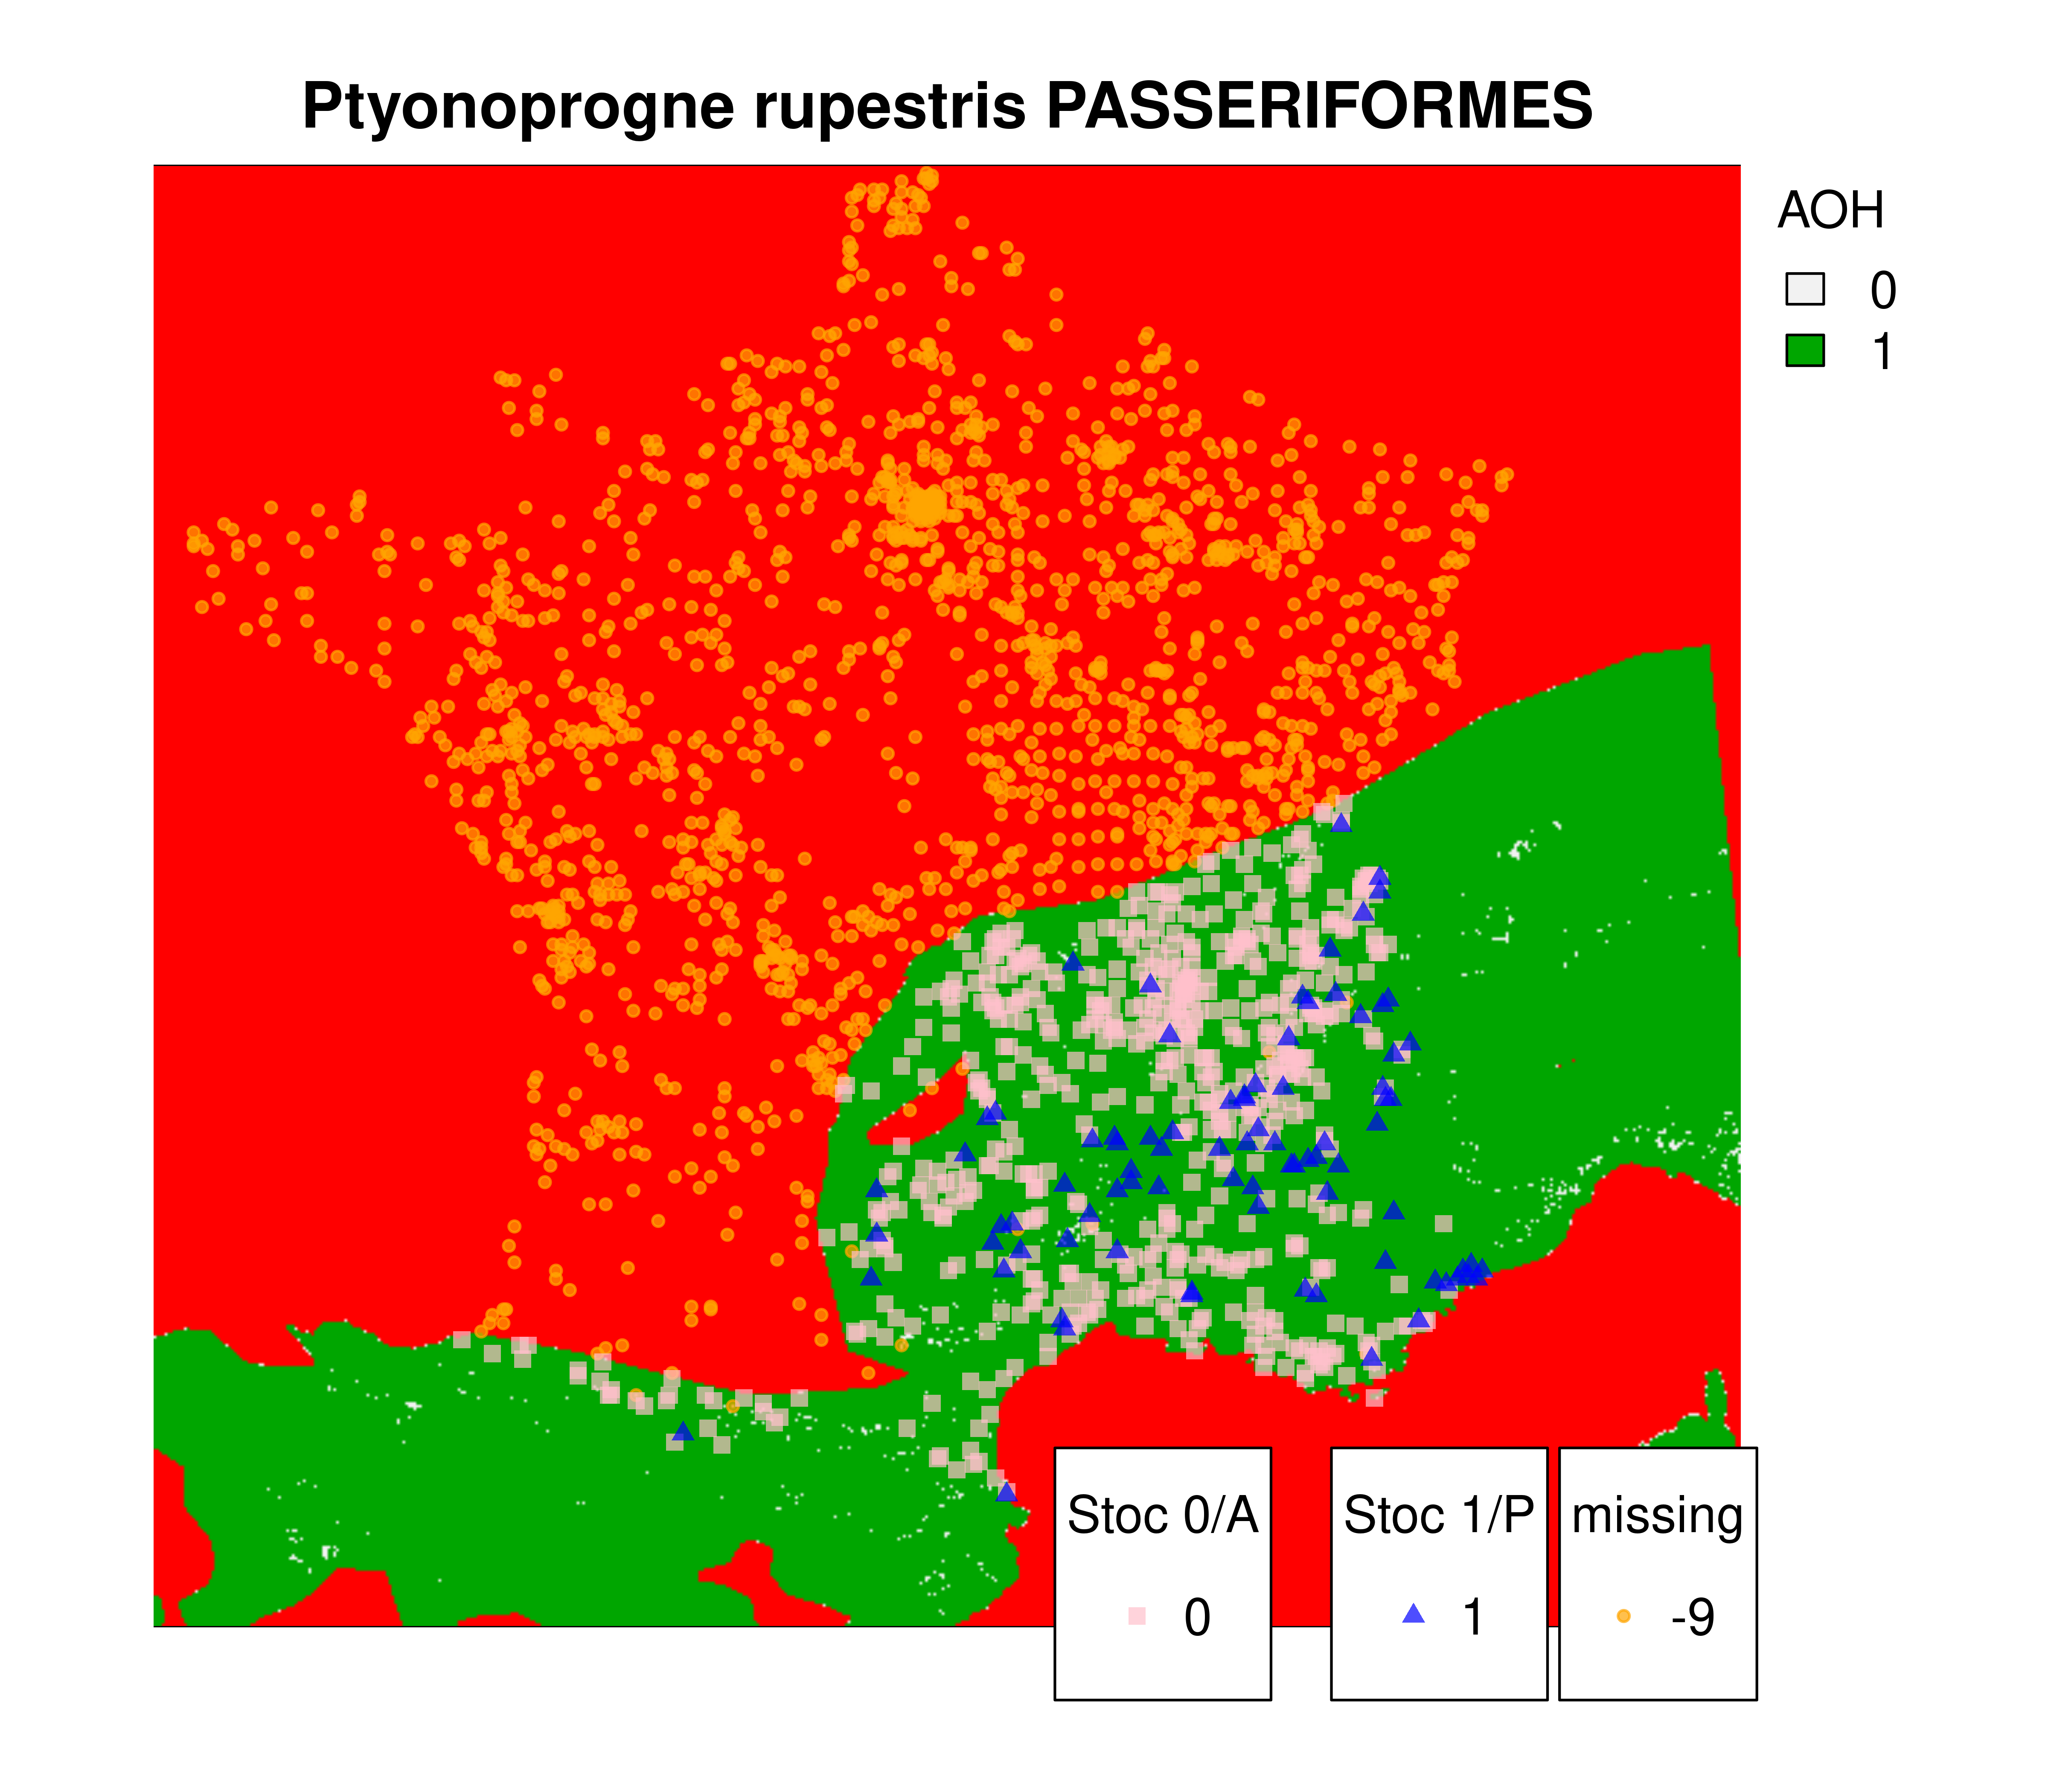 Ptyonoprogne rupestris PASSERIFORMES
AOH
0
1
Stoc 0/A
0
Stoc 1/P
1
missing
-9